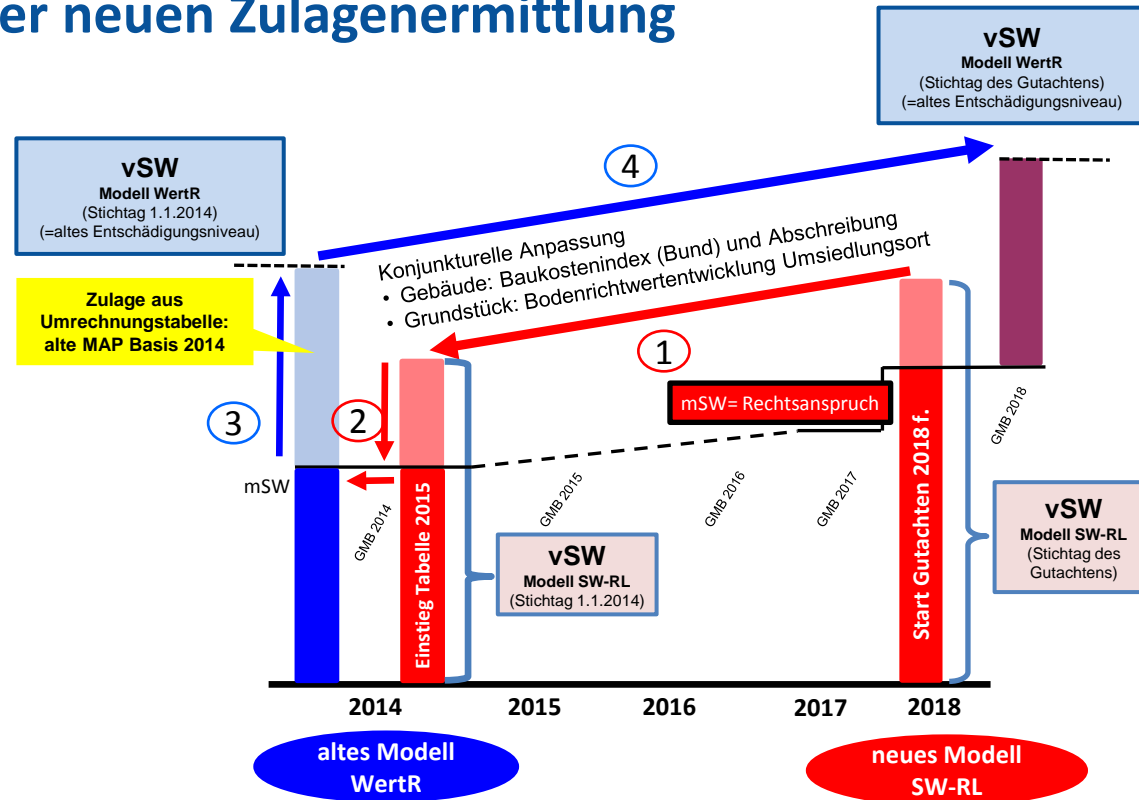 er neuen Zulagenermittlung
vSW
Modell WertR
(Stichtag des Gutachtens)
(=altes Entschädigungsniveau)
vSW
Modell WertR
(Stichtag 1.1.2014)
(=altes Entschädigungsniveau)
4
Konjunkturelle Anpassung
• Gebäude: Baukostenindex (Bund) und Abschreibung
• Grundstück: Bodenrichtwertentwicklung Umsiedlungsort
Zulage aus
Umrechnungstabelle:
alte MAP Basis 2014
1
mSW= Rechtsanspruch
3
2
mSW
GMB 2014
GMB 2015
GMB 2016
GMB 2017
GMB 2018
Einstieg Tabelle 2015
Start Gutachten 2018 f.
vSW
Modell SW-RL
(Stichtag 1.1.2014)
vSW
Modell SW-RL
(Stichtag des
Gutachtens)
2014
2015
2016
2017
2018
altes Modell
WertR
neues Modell
SW-RL